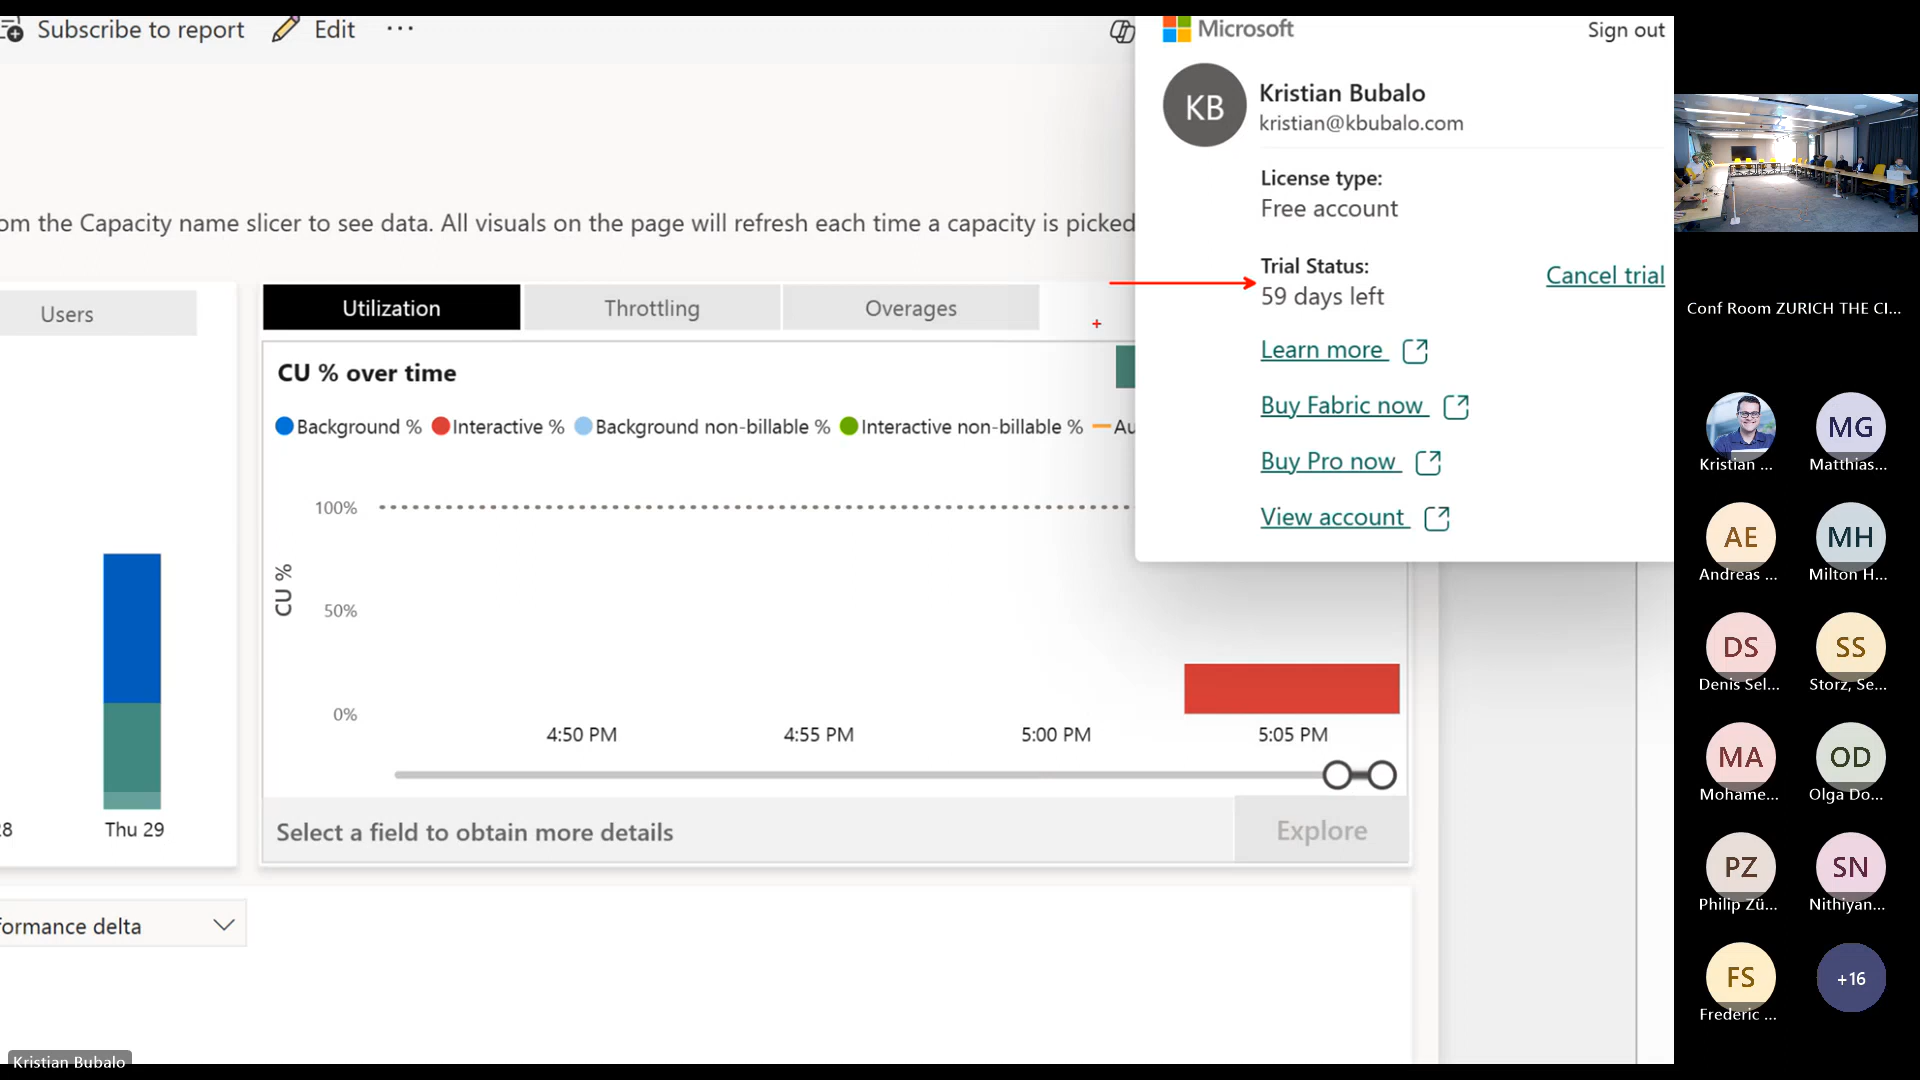 Subscribe to report
Edit
...
Microsoft
Sign out
KB
Kristian Bubalo
kristian@kbubalo.com
License type:
Free account
Trial Status:
59 days left
Cancel trial
Learn more
Buy Fabric now
Buy Pro now
View account
om the Capacity name slicer to see data. All visuals on the page will refresh each time a capacity is picked
Users
Utilization
Throttling
Overages
CU % over time
Background %
Interactive %
Background non-billable %
Interactive non-billable %
Au
100%
50%
0%
CU %
4:50 PM
4:55 PM
5:00 PM
5:05 PM
8
Thu 29
Select a field to obtain more details
Explore
formance delta
Conf Room ZURICH THE CI...
Kristian ...
MG
Matthias...
AE
Andreas ...
MH
Milton H...
DS
Denis Sel...
SS
Storz, Se...
MA
Mohame...
OD
Olga Do...
PZ
Philip Zü...
SN
Nithiyan...
FS
Frederic ...
+16
Kristian Bubalo